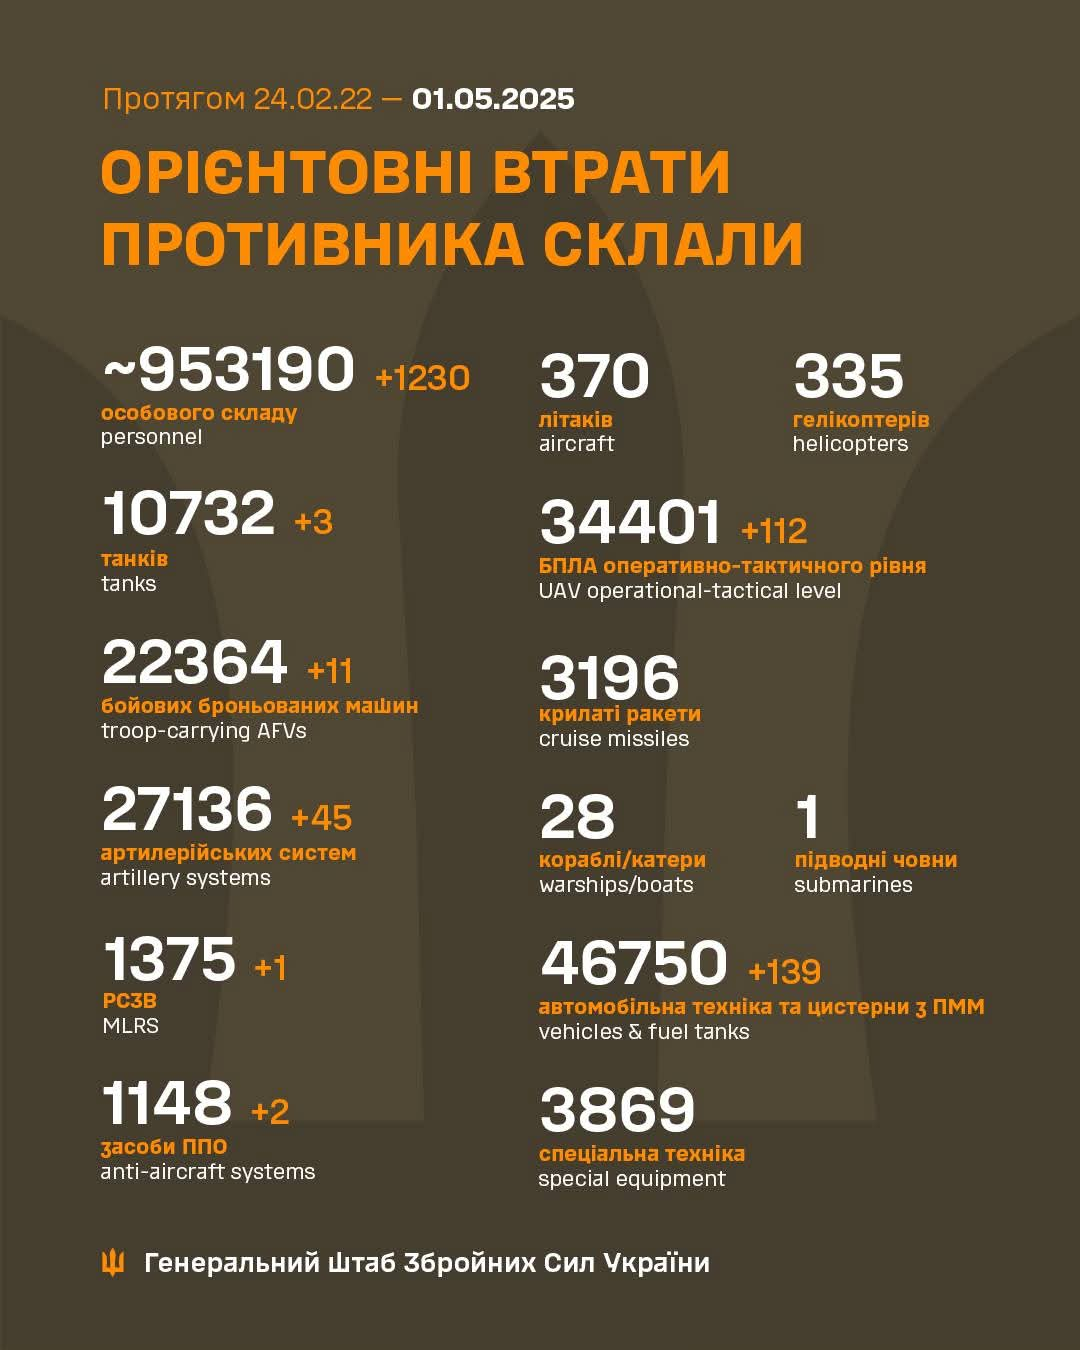 Протягом 24.02.22 — 01.05.2025
ОРІЄНТОВНІ ВТРАТИ
ПРОТИВНИКА СКЛАЛИ
~953190 +1230
особового складу
personnel
10732 +3
танків
tanks
22364 +11
бойових броньованих машин
troop-carrying AFVs
27136 +45
артилерійських систем
artillery systems
1375 +1
РСЗВ
MLRS
1148 +2
засоби ППО
anti-aircraft systems
370
літаків
aircraft
335
гелікоптерів
helicopters
34401 +112
БПЛА оперативно-тактичного рівня
UAV operational-tactical level
3196
крилаті ракети
cruise missiles
28
кораблі/катери
warships/boats
1
підводні човни
submarines
46750 +139
автомобільна техніка та цистерни з ПММ
vehicles & fuel tanks
3869
спеціальна техніка
special equipment
Генеральний Штаб Збройних Сил України